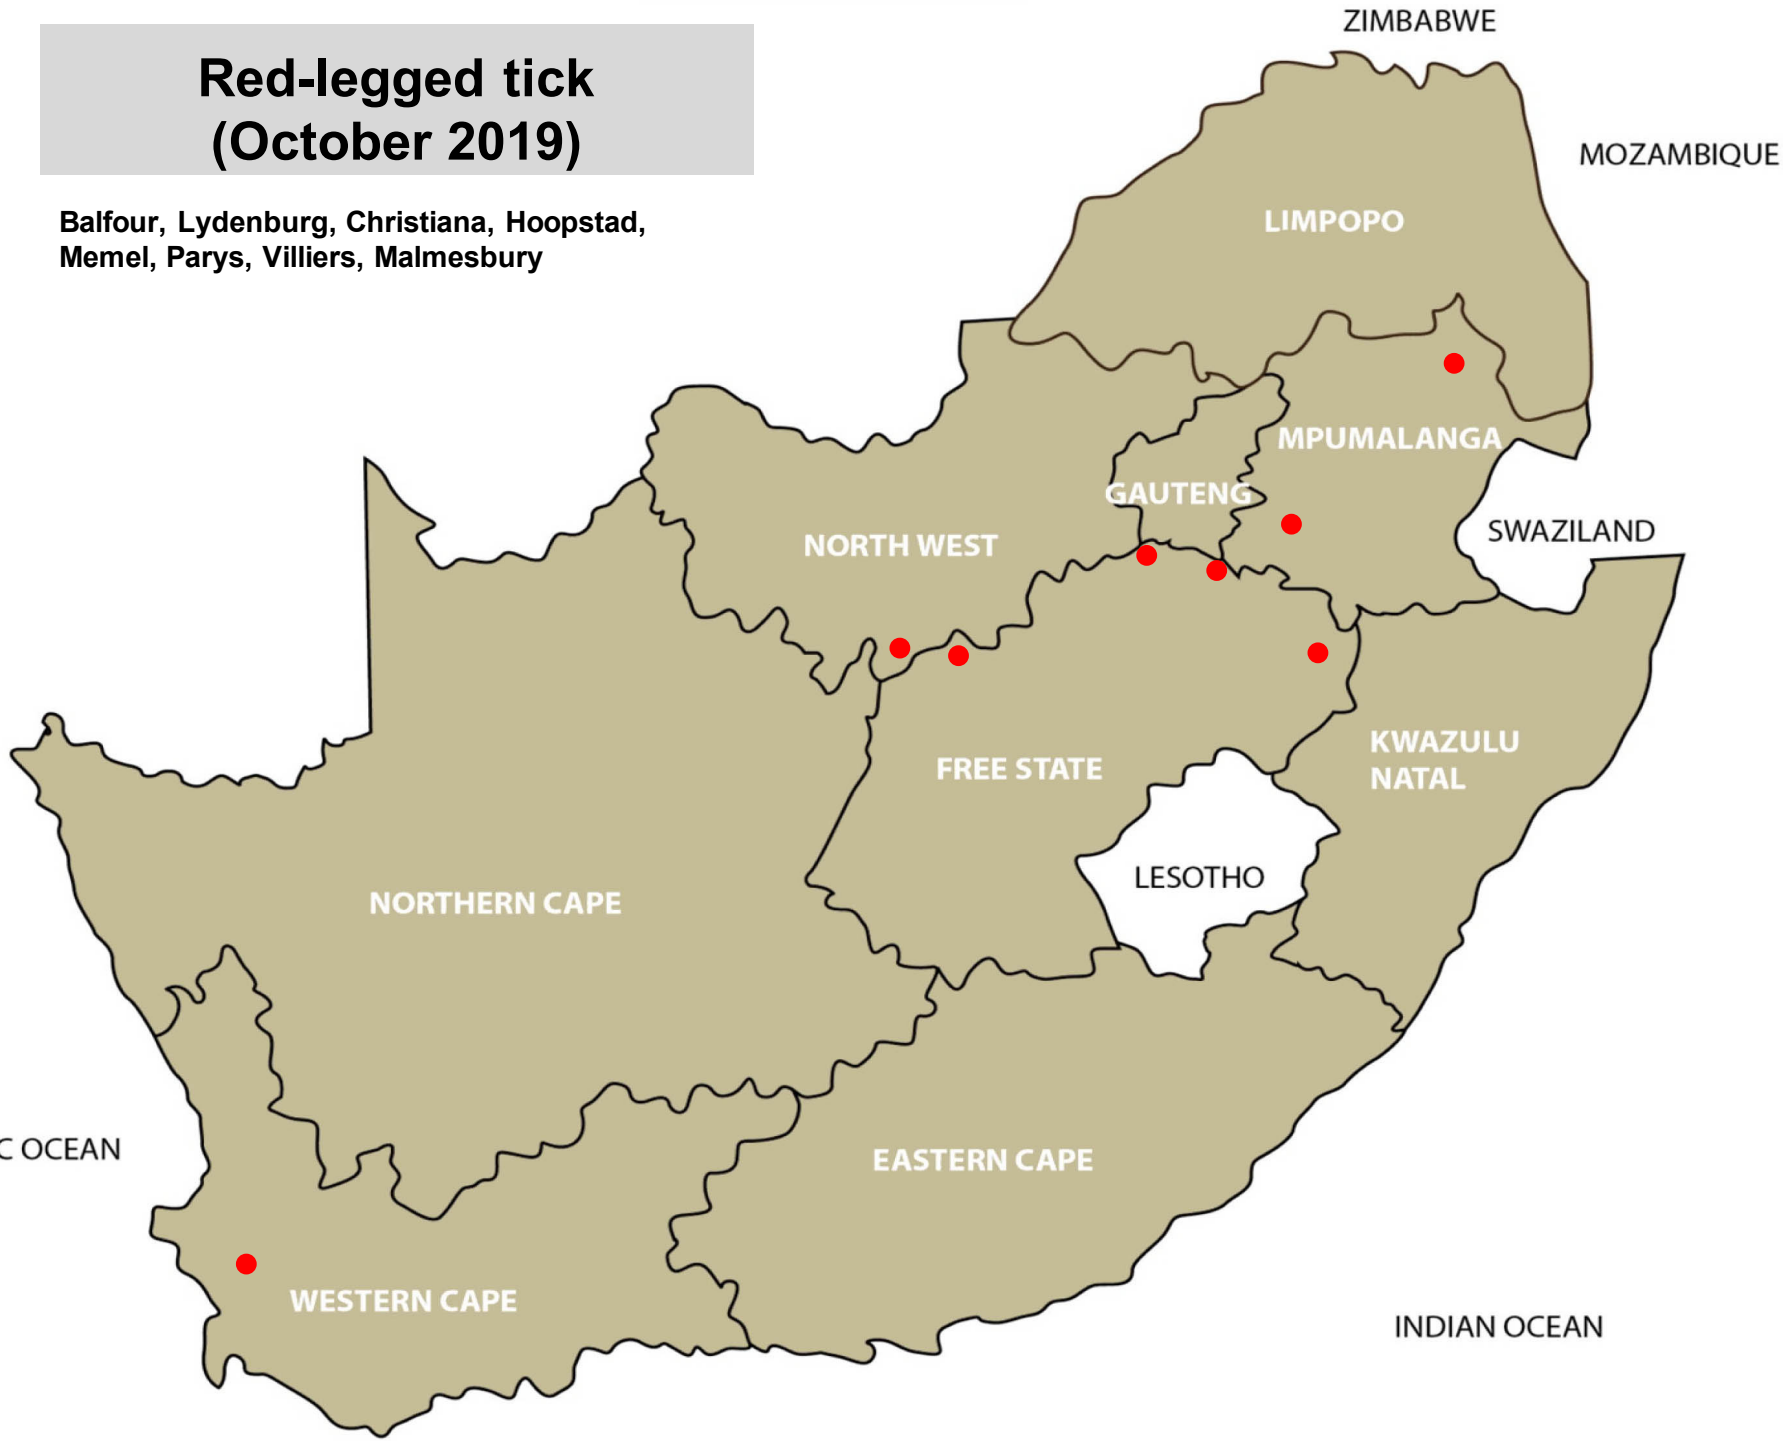 Red-legged tick
(October 2019)
Balfour, Lydenburg, Christiana, Hoopstad,
Memel, Parys, Villiers, Malmesbury
ZIMBABWE
MOZAMBIQUE
LIMPOPO
MPUMALANGA
GAUTENG
SWAZILAND
NORTH WEST
KWAZULU
NATAL
FREE STATE
LESOTHO
NORTHERN CAPE
C OCEAN
EASTERN CAPE
WESTERN CAPE
INDIAN OCEAN